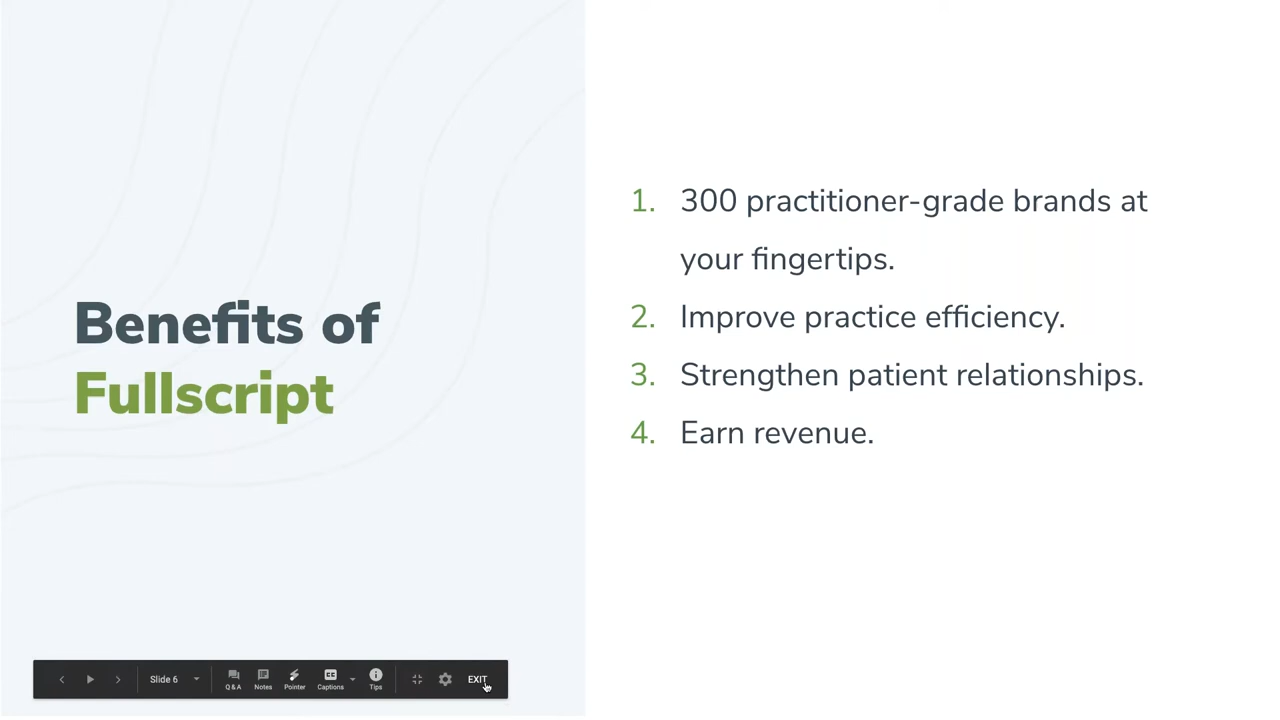 Benefits of
Fullscript
1. 300 practitioner-grade brands at
your fingertips.
2. Improve practice efficiency.
3. Strengthen patient relationships.
4. Earn revenue.
Slide 6
Q & A
Notes
Pointer
CC
Captions
Tips
EXIT